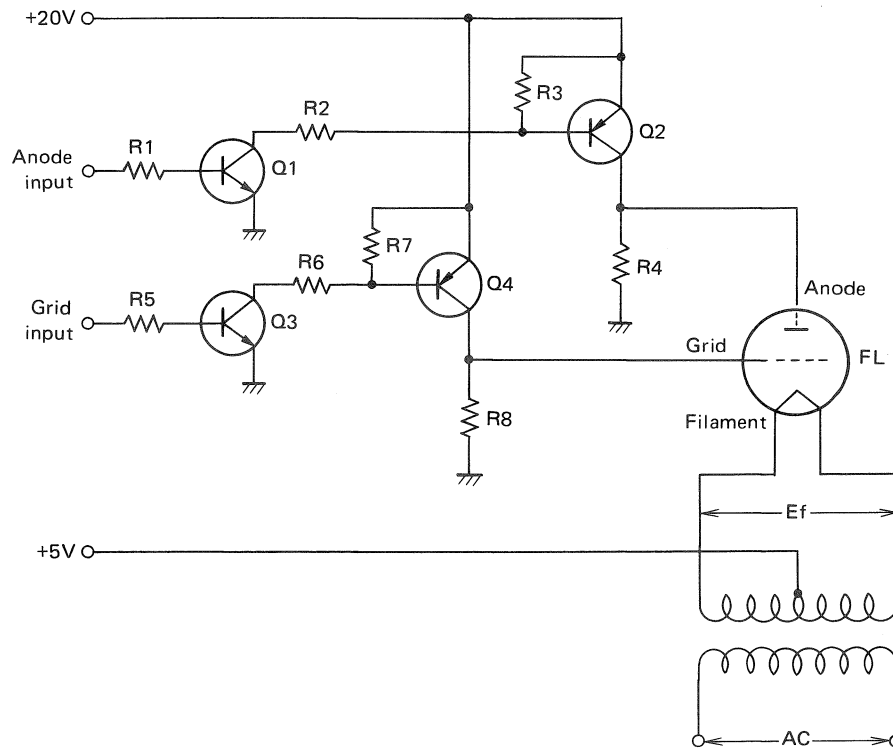 +20V
R3
R2
Q2
R1
Anode
input
Q1
R7
R6
Q4
R4
R5
Anode
Grid
input
Q3
Grid
FL
R8
Filament
Ef
+5V
AC